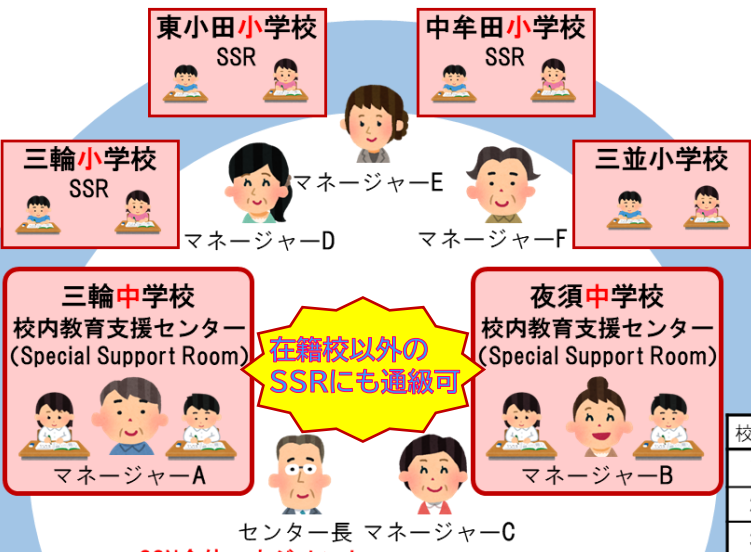 東小田小学校
SSR
中牟田小学校
SSR
三輪小学校
SSR
三並小学校
マネージャーE
マネージャーD
マネージャーF
三輪中学校
校内教育支援センター
(Special Support Room)
マネージャーA
在籍校以外の
SSRにも通級可
夜須中学校
校内教育支援センター
(Special Support Room)
マネージャーB
校
センター長 マネージャーC